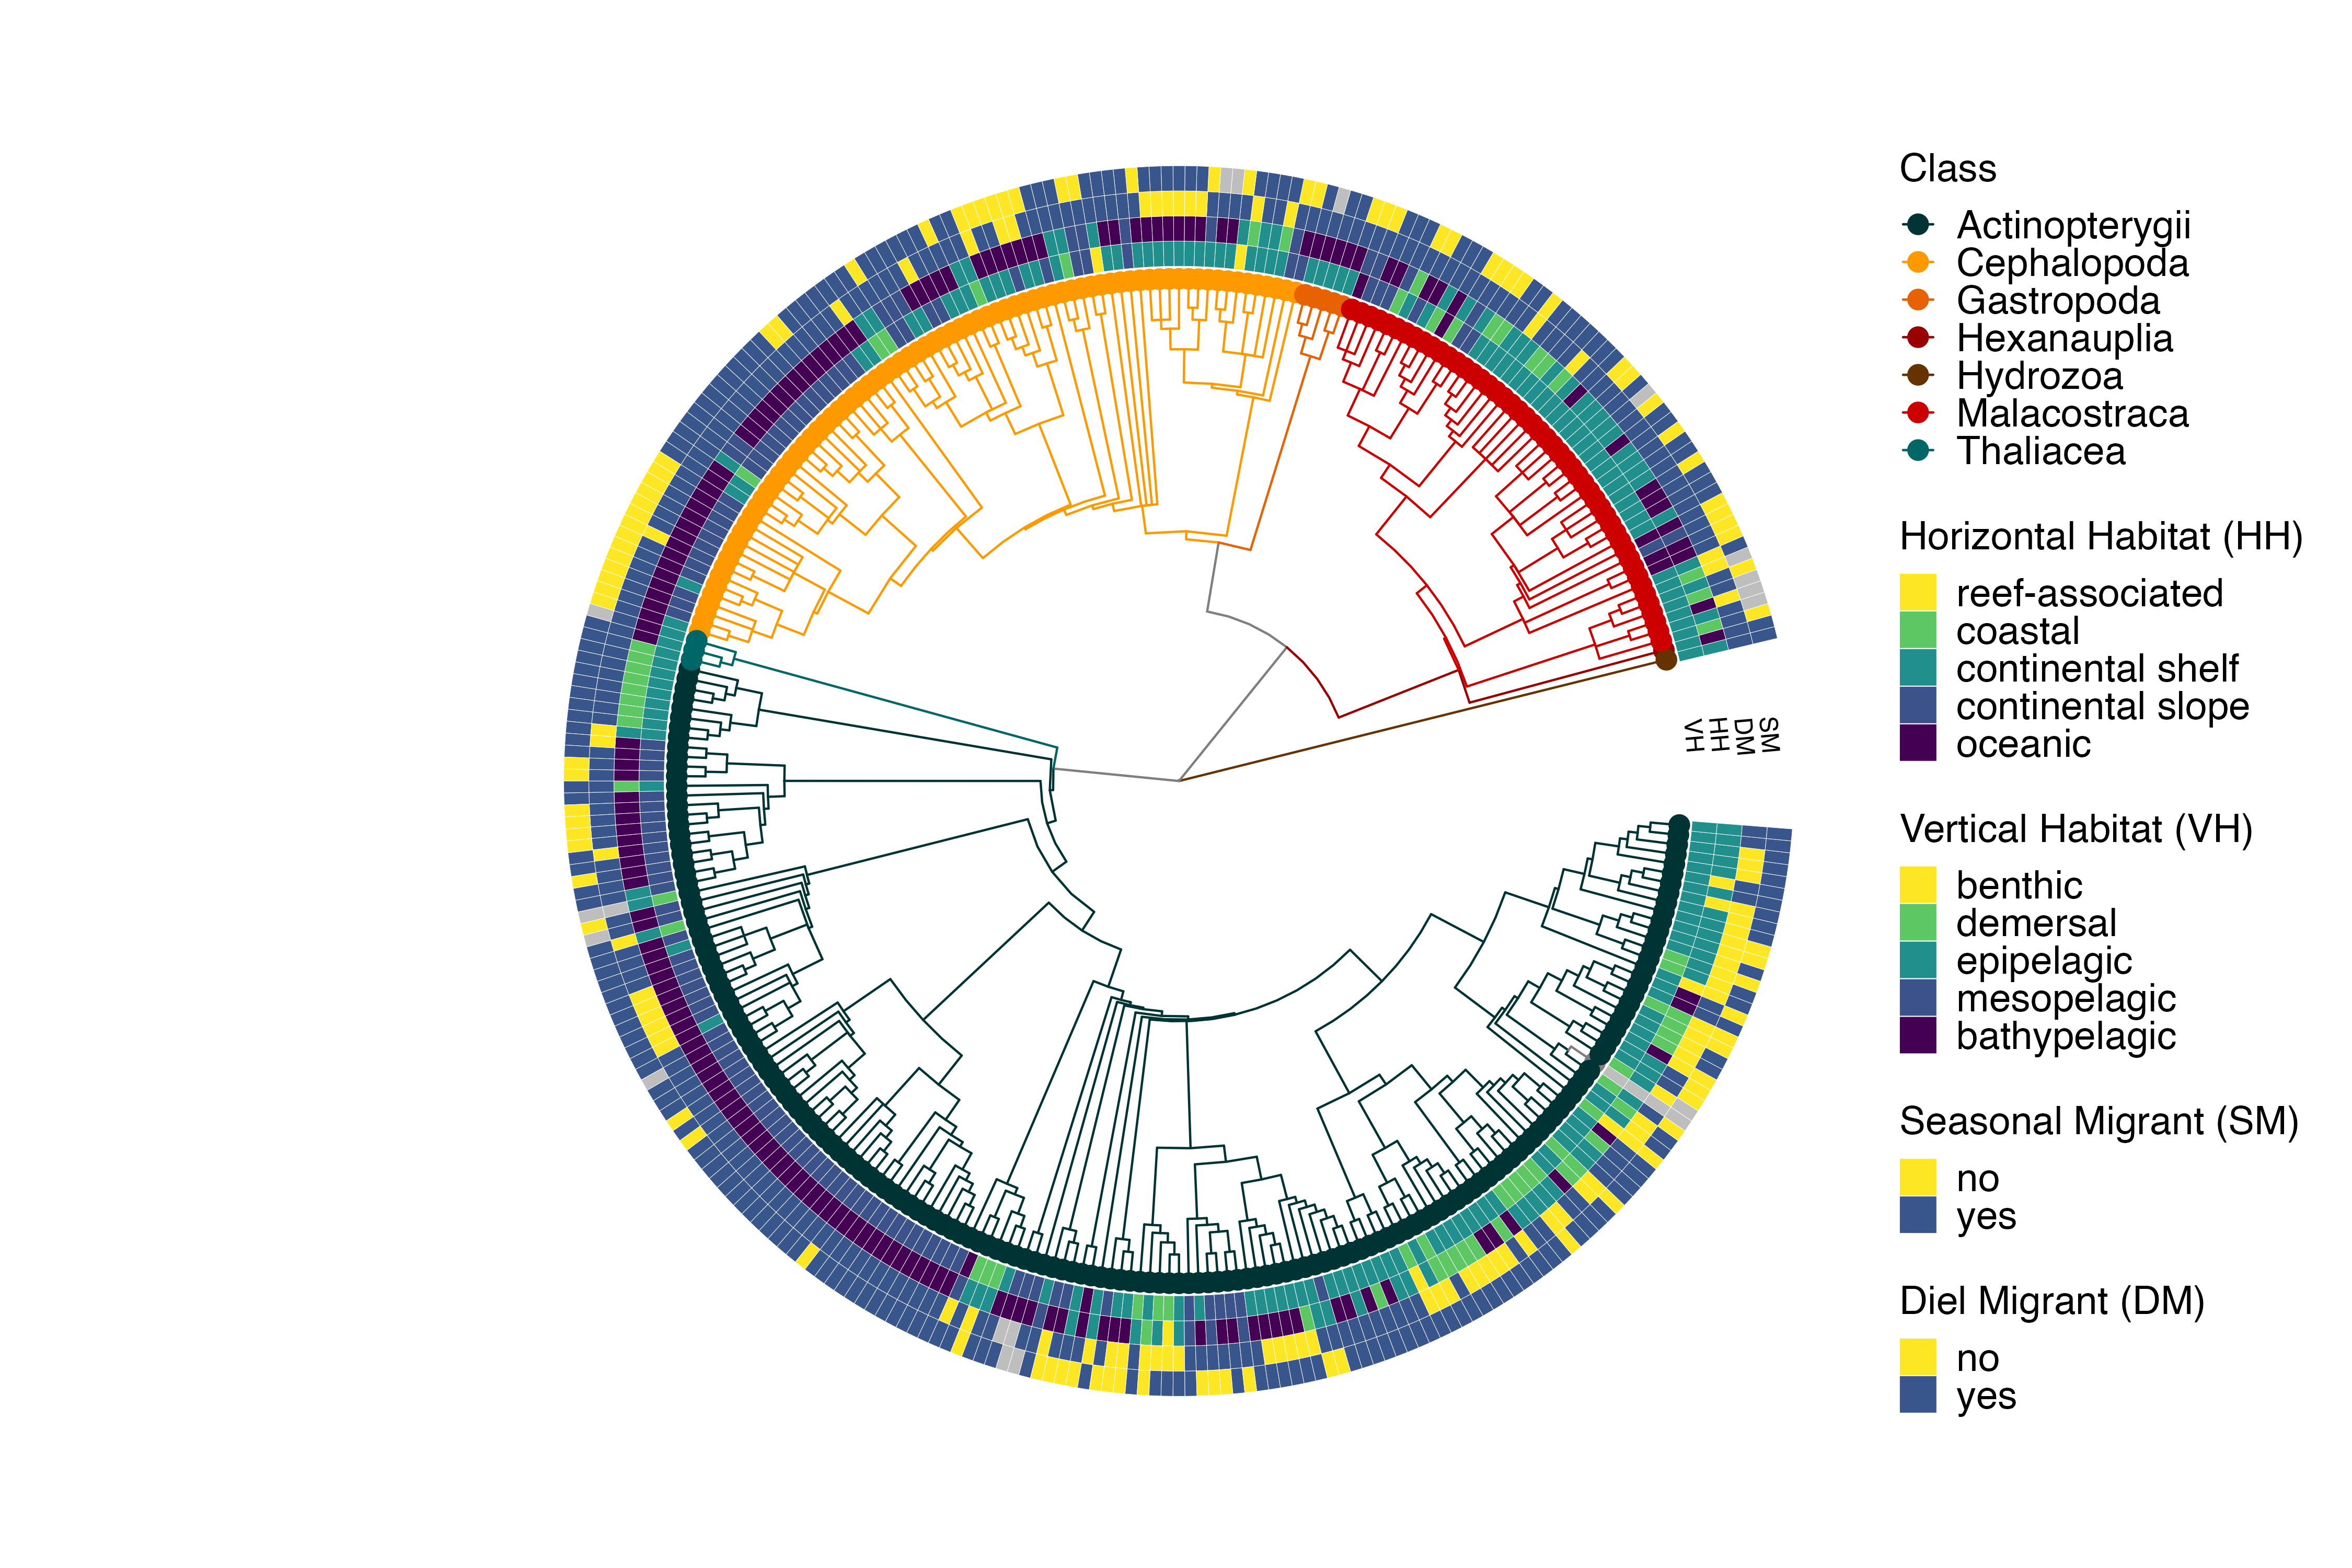 Class
Actinopterygii
Cephalopoda
Gastropoda
Hexanauplia
Hydrozoa
Malacostraca
Thaliacea
Horizontal Habitat (HH)
reef-associated
coastal
continental shelf
continental slope
oceanic
Vertical Habitat (VH)
benthic
demersal
epipelagic
mesopelagic
bathypelagic
Seasonal Migrant (SM)
no
yes
Diel Migrant (DM)
no
yes
VH
HH
DM
SM